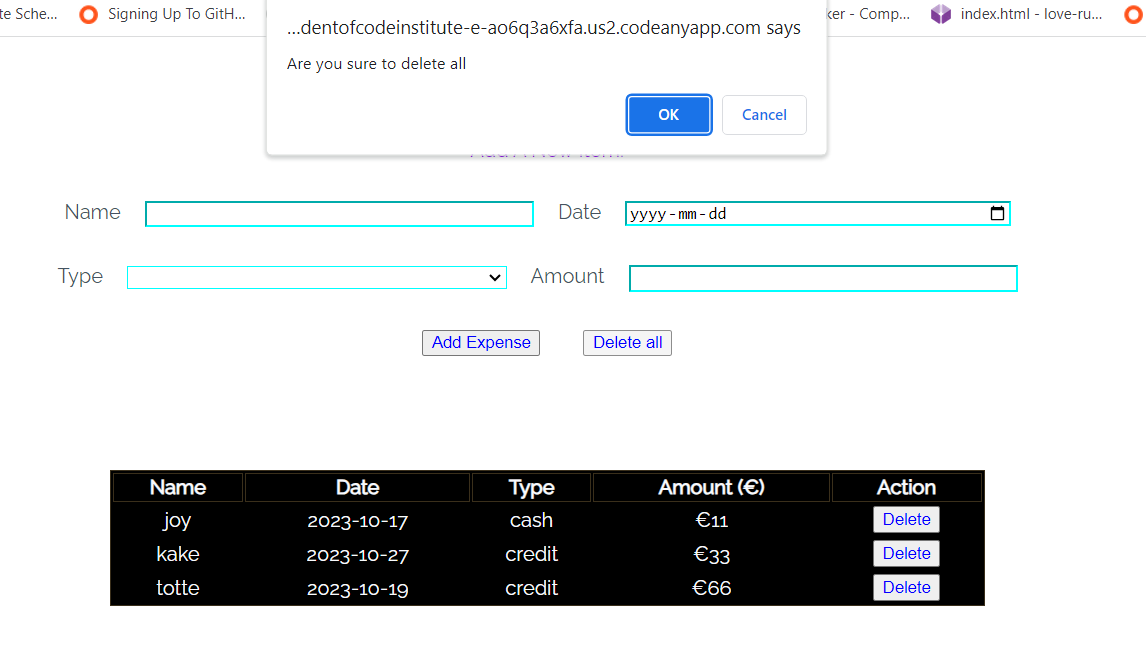 te Sche... Signing Up To GitH... ker - Comp... index.html - love-ru...
...dentofcodeinstitute-e-ao6q3a6xfa.us2.codeanyapp.com says
Are you sure to delete all
OK Cancel
Name Date yyyy-mm-dd
Type Amount
Add Expense Delete all
Name Date Type Amount (€) Action
joy 2023-10-17 cash €11 Delete
kake 2023-10-27 credit €33 Delete
totte 2023-10-19 credit €66 Delete